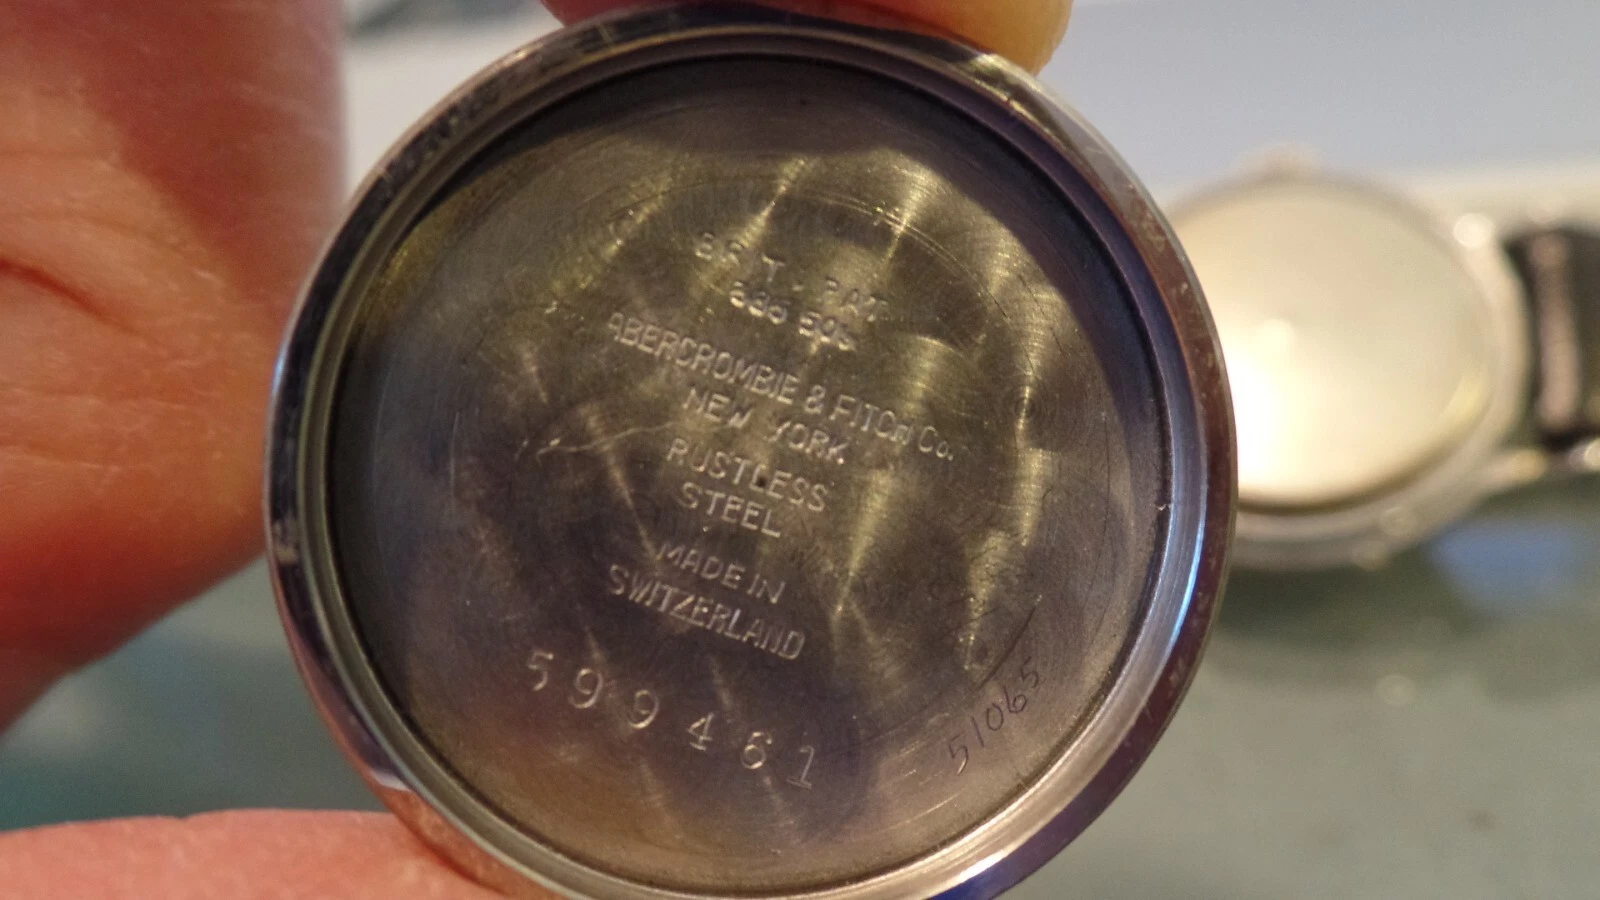 BRIT. PAT
ABERCROMBIE & FITCH Co.
NEW YORK
RUSTLESS
STEEL
MADE IN
SWITZERLAND
599461
51065